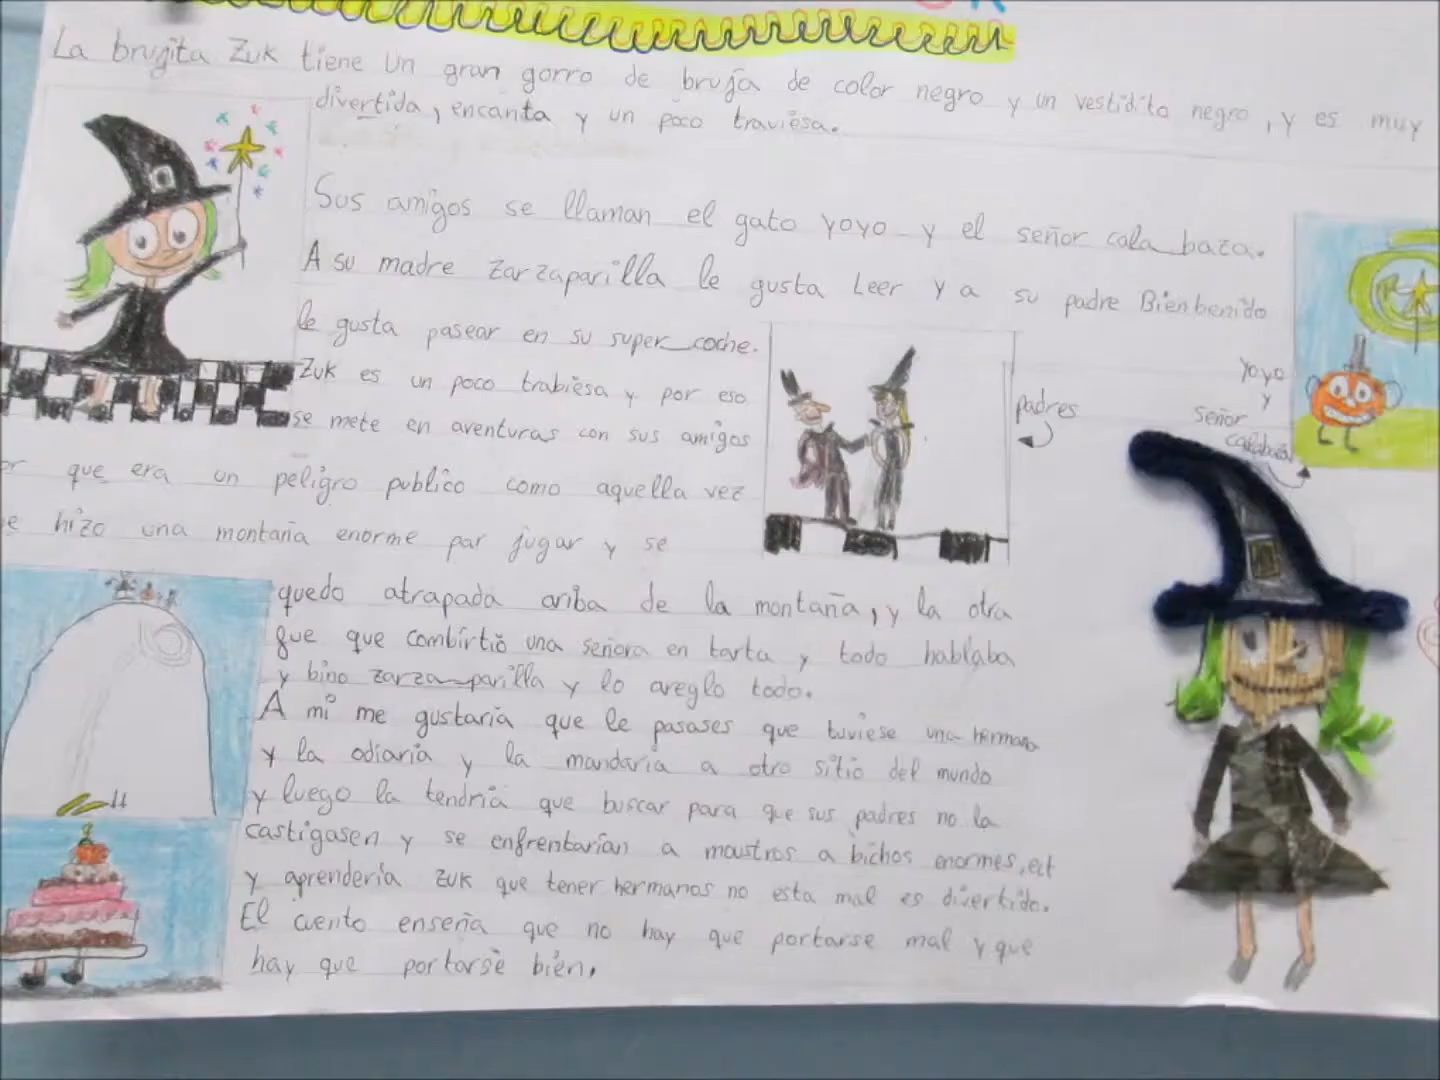 La brujita Zuk tiene un gran gorro de bruja de color negro y un vestidito negro, y es muy
divertida, encanta y un poco traviesa.
Sus amigos se llaman el gato yoyo y el señor calabaza.
A su madre Zarzaparilla le gusta Leer y a su padre Bienbenido
le gusta pasear en su super coche.
Zuk es un poco trabiesa y por eso
se mete en aventuras con sus amigos
que era un peligro publico como aquella vez
hizo una montaña enorme par jugar y se
quedo atrapada ariba de la montaña, y la otra
fue que combirtio una señora en tarta y todo hablaba
y bino zarzaparilla y lo areglo todo.
A mi me gustaria que le pasases que tuviese una hermana
y la odiaria y la mandaria a otro sitio del mundo
y luego la tendria que buscar para que sus padres no la
castigasen y se enfrentarian a moustros a bichos enormes, ect
y aprenderia zuk que tener hermanos no esta mal es divertido.
El cuento enseña que no hay que portarse mal y que
hay que portarse bien.
padres
yoyo
y
señor
calabaza